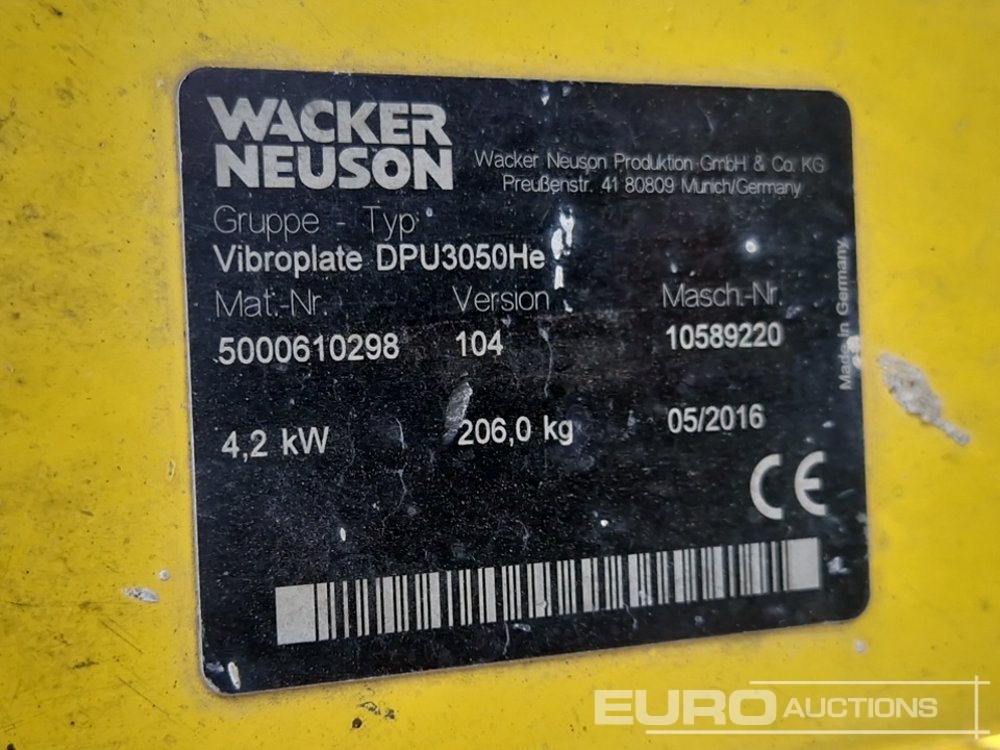 WACKER
NEUSON
Wacker Neuson Produktion GmbH & Co. KG
Preußenstr. 41 80809 Munich/Germany
Gruppe - Typ
Vibroplate DPU3050He
Mat.-Nr. Version Masch.-Nr.
5000610298 104 10589220
4,2 kW 206,0 kg 05/2016
Made in Germany
CE
EURO AUCTIONS